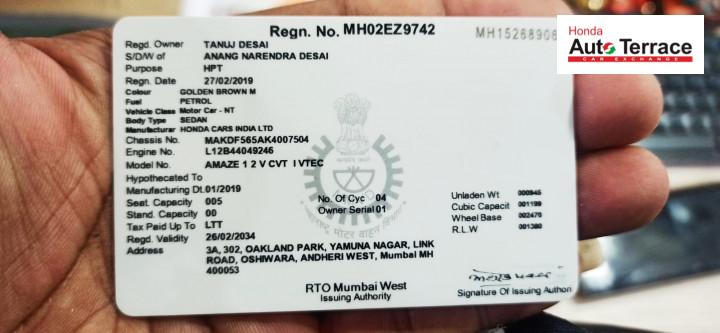 Honda
Auto Terrace
CAR EXCHANGE
Regn. No. MH02EZ9742
Regd. Owner TANUJ DESAI
S/D/W of ANANG NARENDRA DESAI
Purpose HPT
Regn. Date 27/02/2019
Colour GOLDEN BROWN M
Fuel PETROL
Vehicle Class Motor Car - NT
Body Type SEDAN
Manufacturar HONDA CARS INDIA LTD
Chassis No. MAKDF565AK4007504
Engine No. L12B44049246
Model No. AMAZE 1 2 V CVT I VTEC
Hypothecated To
Manufacturing Dt.01/2019
Seat. Capacity 005
Stand. Capacity 00
Tax Paid Up To LTT
Regd. Validity 26/02/2034
Address 3A, 302, OAKLAND PARK, YAMUNA NAGAR, LINK
ROAD, OSHIWARA, ANDHERI WEST, Mumbai MH
400053
No. Of Cyc 04
Owner Serial 01
Unladen Wt 000945
Cubic Capacit 001199
Wheel Base 002470
R.L.W 001380
RTO Mumbai West
Issuing Authority
Signature Of Issuing Authori